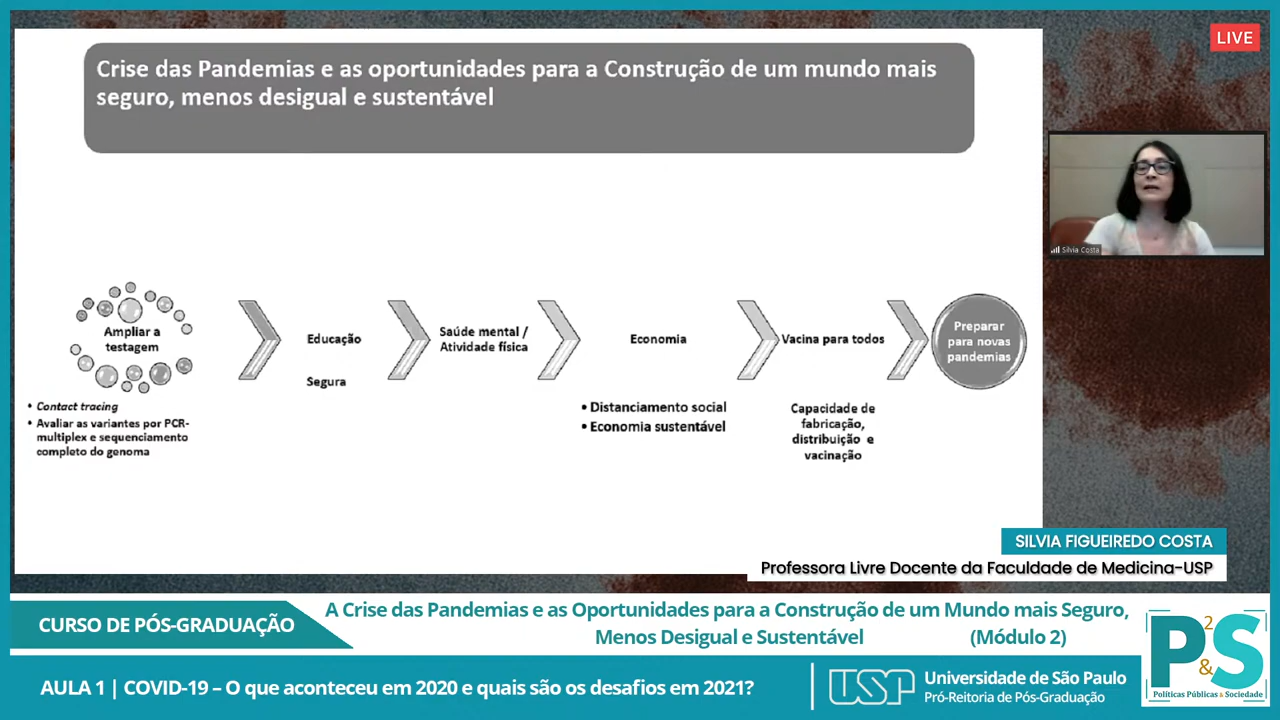 LIVE
Crise das Pandemias e as oportunidades para a Construção de um mundo mais
seguro, menos desigual e sustentável
Silvia Costa
Ampliar a
testagem
• Contact tracing
• Avaliar as variantes por PCR-
multiplex e sequenciamento
completo do genoma
Educação
Segura
Saúde mental /
Atividade física
Economia
• Distanciamento social
• Economia sustentável
Vacina para todos
Capacidade de
fabricação,
distribuição e
vacinação
Preparar
para novas
pandemias
SILVIA FIGUEIREDO COSTA
Professora Livre Docente da Faculdade de Medicina-USP
CURSO DE PÓS-GRADUAÇÃO
A Crise das Pandemias e as Oportunidades para a Construção de um Mundo mais Seguro,
Menos Desigual e Sustentável (Módulo 2)
AULA 1 | COVID-19 – O que aconteceu em 2020 e quais são os desafios em 2021?
USP
Universidade de São Paulo
Pró-Reitoria de Pós-Graduação
P2&S
Políticas Públicas & Sociedade